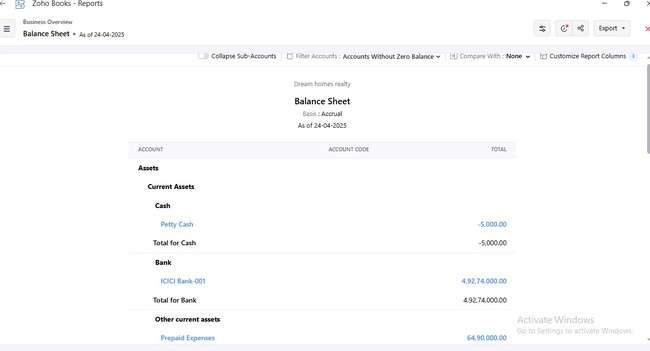 Zoho Books - Reports
Business Overview
Balance Sheet • As of 24-04-2025
Export
Collapse Sub-Accounts
Filter Accounts : Accounts Without Zero Balance
Compare With : None
Customize Report Columns 1
Dream homes realty
Balance Sheet
Basis : Accrual
As of 24-04-2025
ACCOUNT ACCOUNT CODE TOTAL
Assets
Current Assets
Cash
Petty Cash -5,000.00
Total for Cash -5,000.00
Bank
ICICI Bank-001 4,92,74,000.00
Total for Bank 4,92,74,000.00
Other current assets
Prepaid Expenses 64,90,000.00
Activate Windows
Go to Settings to activate Windows.